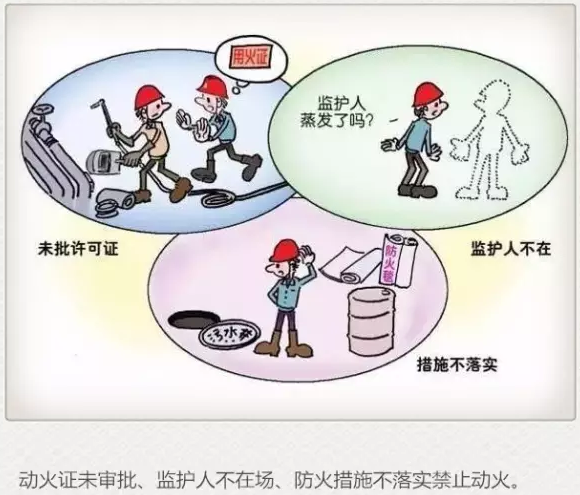 用火证
监护人
蒸发了吗?
未批许可证
监护人不在
防火毯
污水井
措施不落实
动火证未审批、监护人不在场、防火措施不落实禁止动火。